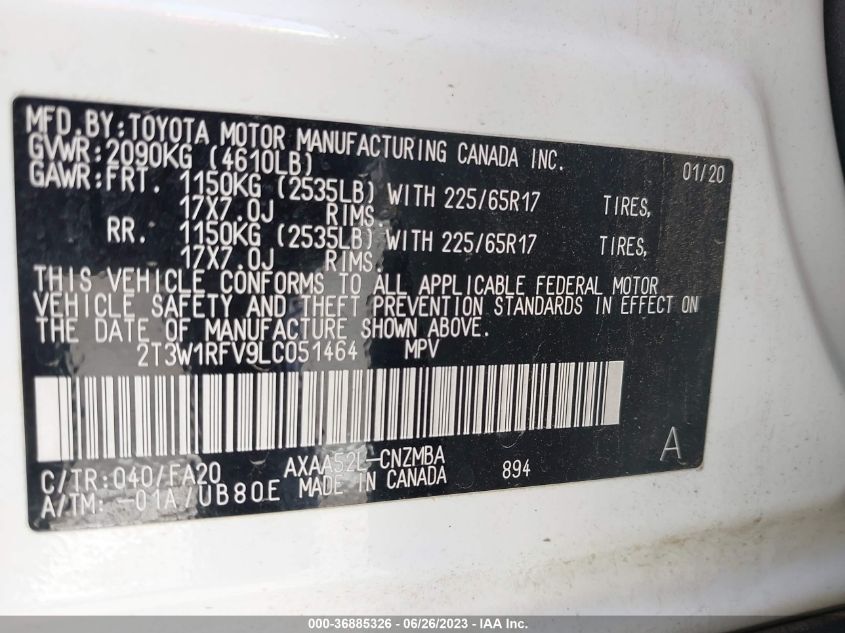 MFD.BY:TOYOTA MOTOR MANUFACTURING CANADA INC. 01/20
GVWR:2090KG (4610LB)
GAWR:FRT. 1150KG (2535LB) WITH 225/65R17 TIRES,
17X7.0J RIMS.
RR. 1150KG (2535LB) WITH 225/65R17 TIRES,
17X7.0J RIMS.
THIS VEHICLE CONFORMS TO ALL APPLICABLE FEDERAL MOTOR
VEHICLE SAFETY AND THEFT PREVENTION STANDARDS IN EFFECT ON
THE DATE OF MANUFACTURE SHOWN ABOVE.
2T3W1RFV9LC051464 MPV
A
C/TR:040/FA20 AXAA52L-CNZMBA 894
A/TM: -01A/UB80E MADE IN CANADA
000-36885326 - 06/26/2023 - IAA Inc.